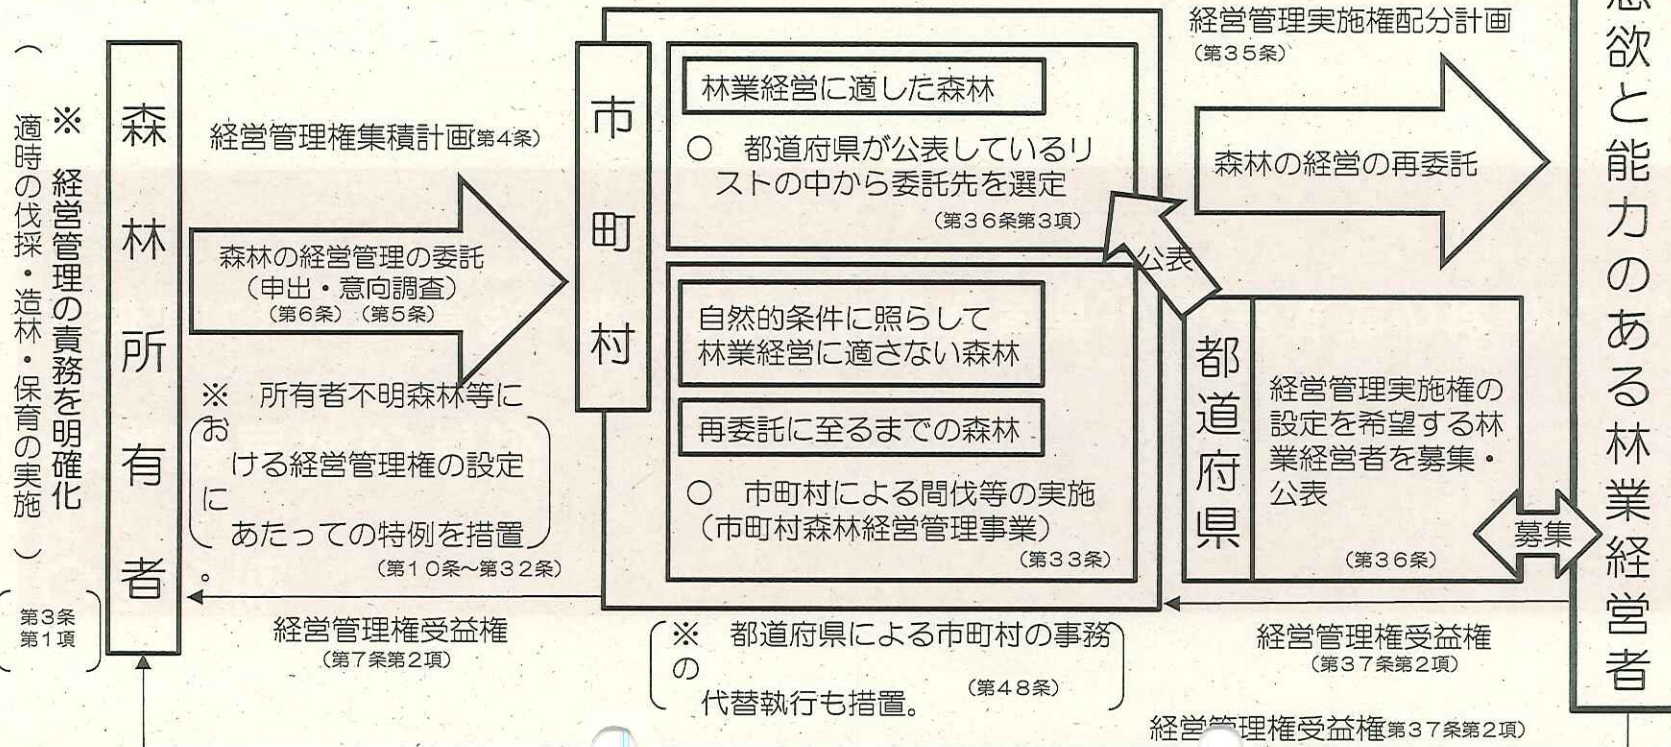 ※ 経営管理の責務を明確化
（適時の伐採・造林・保育の実施）
第3条
第1項
森林所有者
経営管理権集積計画(第4条)
森林の経営管理の委託
（申出・意向調査）
（第6条）（第5条）
※ 所有者不明森林等に
お
ける経営管理権の設定
に
あたっての特例を措置
。
（第10条～第32条）
経営管理権受益権
（第7条第2項）
市町村
林業経営に適した森林
○ 都道府県が公表しているリ
ストの中から委託先を選定
（第36条第3項）
自然的条件に照らして
林業経営に適さない森林
再委託に至るまでの森林
○ 市町村による間伐等の実施
（市町村森林経営管理事業）
（第33条）
※ 都道府県による市町村の事務
の
代替執行も措置。
（第48条）
公表
経営管理実施権配分計画
（第35条）
森林の経営の再委託
都道府県
経営管理実施権の
設定を希望する林
業経営者を募集・
公表
（第36条）
募集
経営管理権受益権
（第37条第2項）
経営管理権受益権(第37条第2項)
欲と能力のある林業経営者